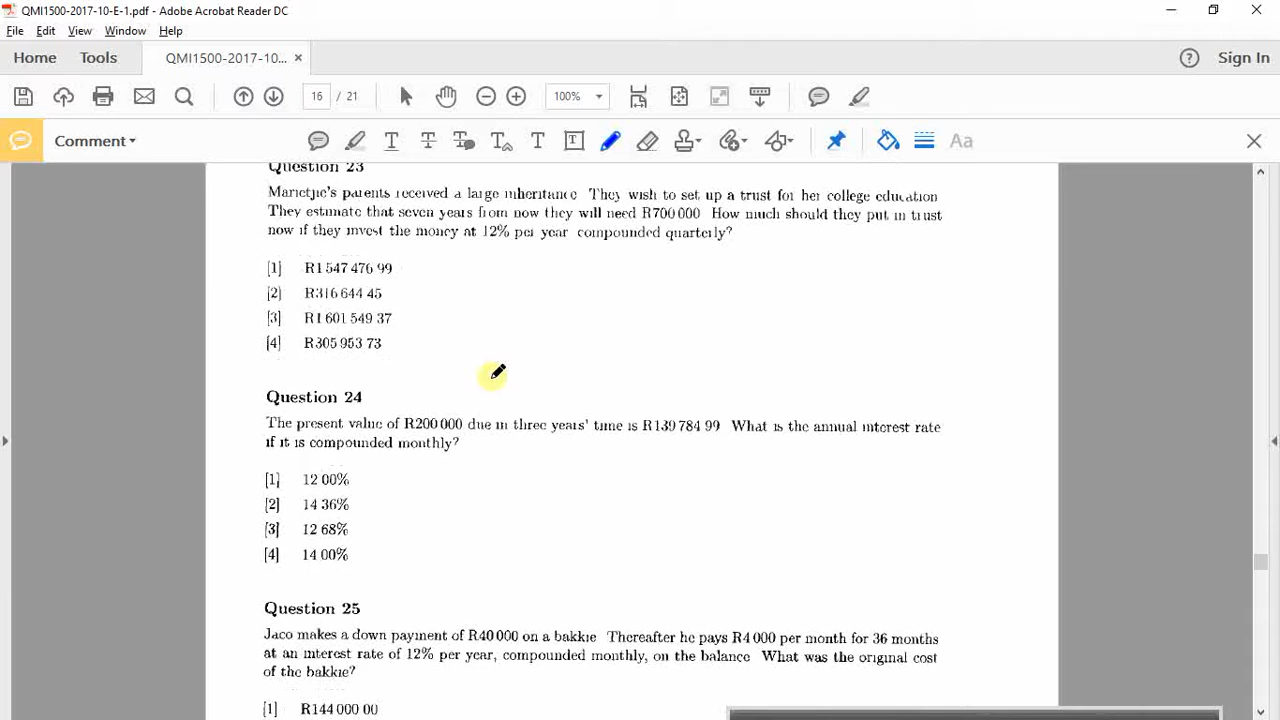 QMI1500-2017-10-E-1.pdf - Adobe Acrobat Reader DC
File Edit View Window Help
Home Tools QMI1500-2017-10-... × Sign In
16 / 21 100%
Comment Aa
Question 23
Marietjie's parents received a large inheritance They wish to set up a trust for her college education
They estimate that seven years from now they will need R700 000 How much should they put in trust
now if they invest the money at 12% per year compounded quarterly?
[1] R1 547 476 99
[2] R316 644 45
[3] R1 601 549 37
[4] R305 953 73
Question 24
The present value of R200 000 due in three years' time is R139 784 99 What is the annual interest rate
if it is compounded monthly?
[1] 12 00%
[2] 14 36%
[3] 12 68%
[4] 14 00%
Question 25
Jaco makes a down payment of R40 000 on a bakkie Thereafter he pays R4 000 per month for 36 months
at an interest rate of 12% per year, compounded monthly, on the balance What was the original cost
of the bakkie?
[1] R144 000 00